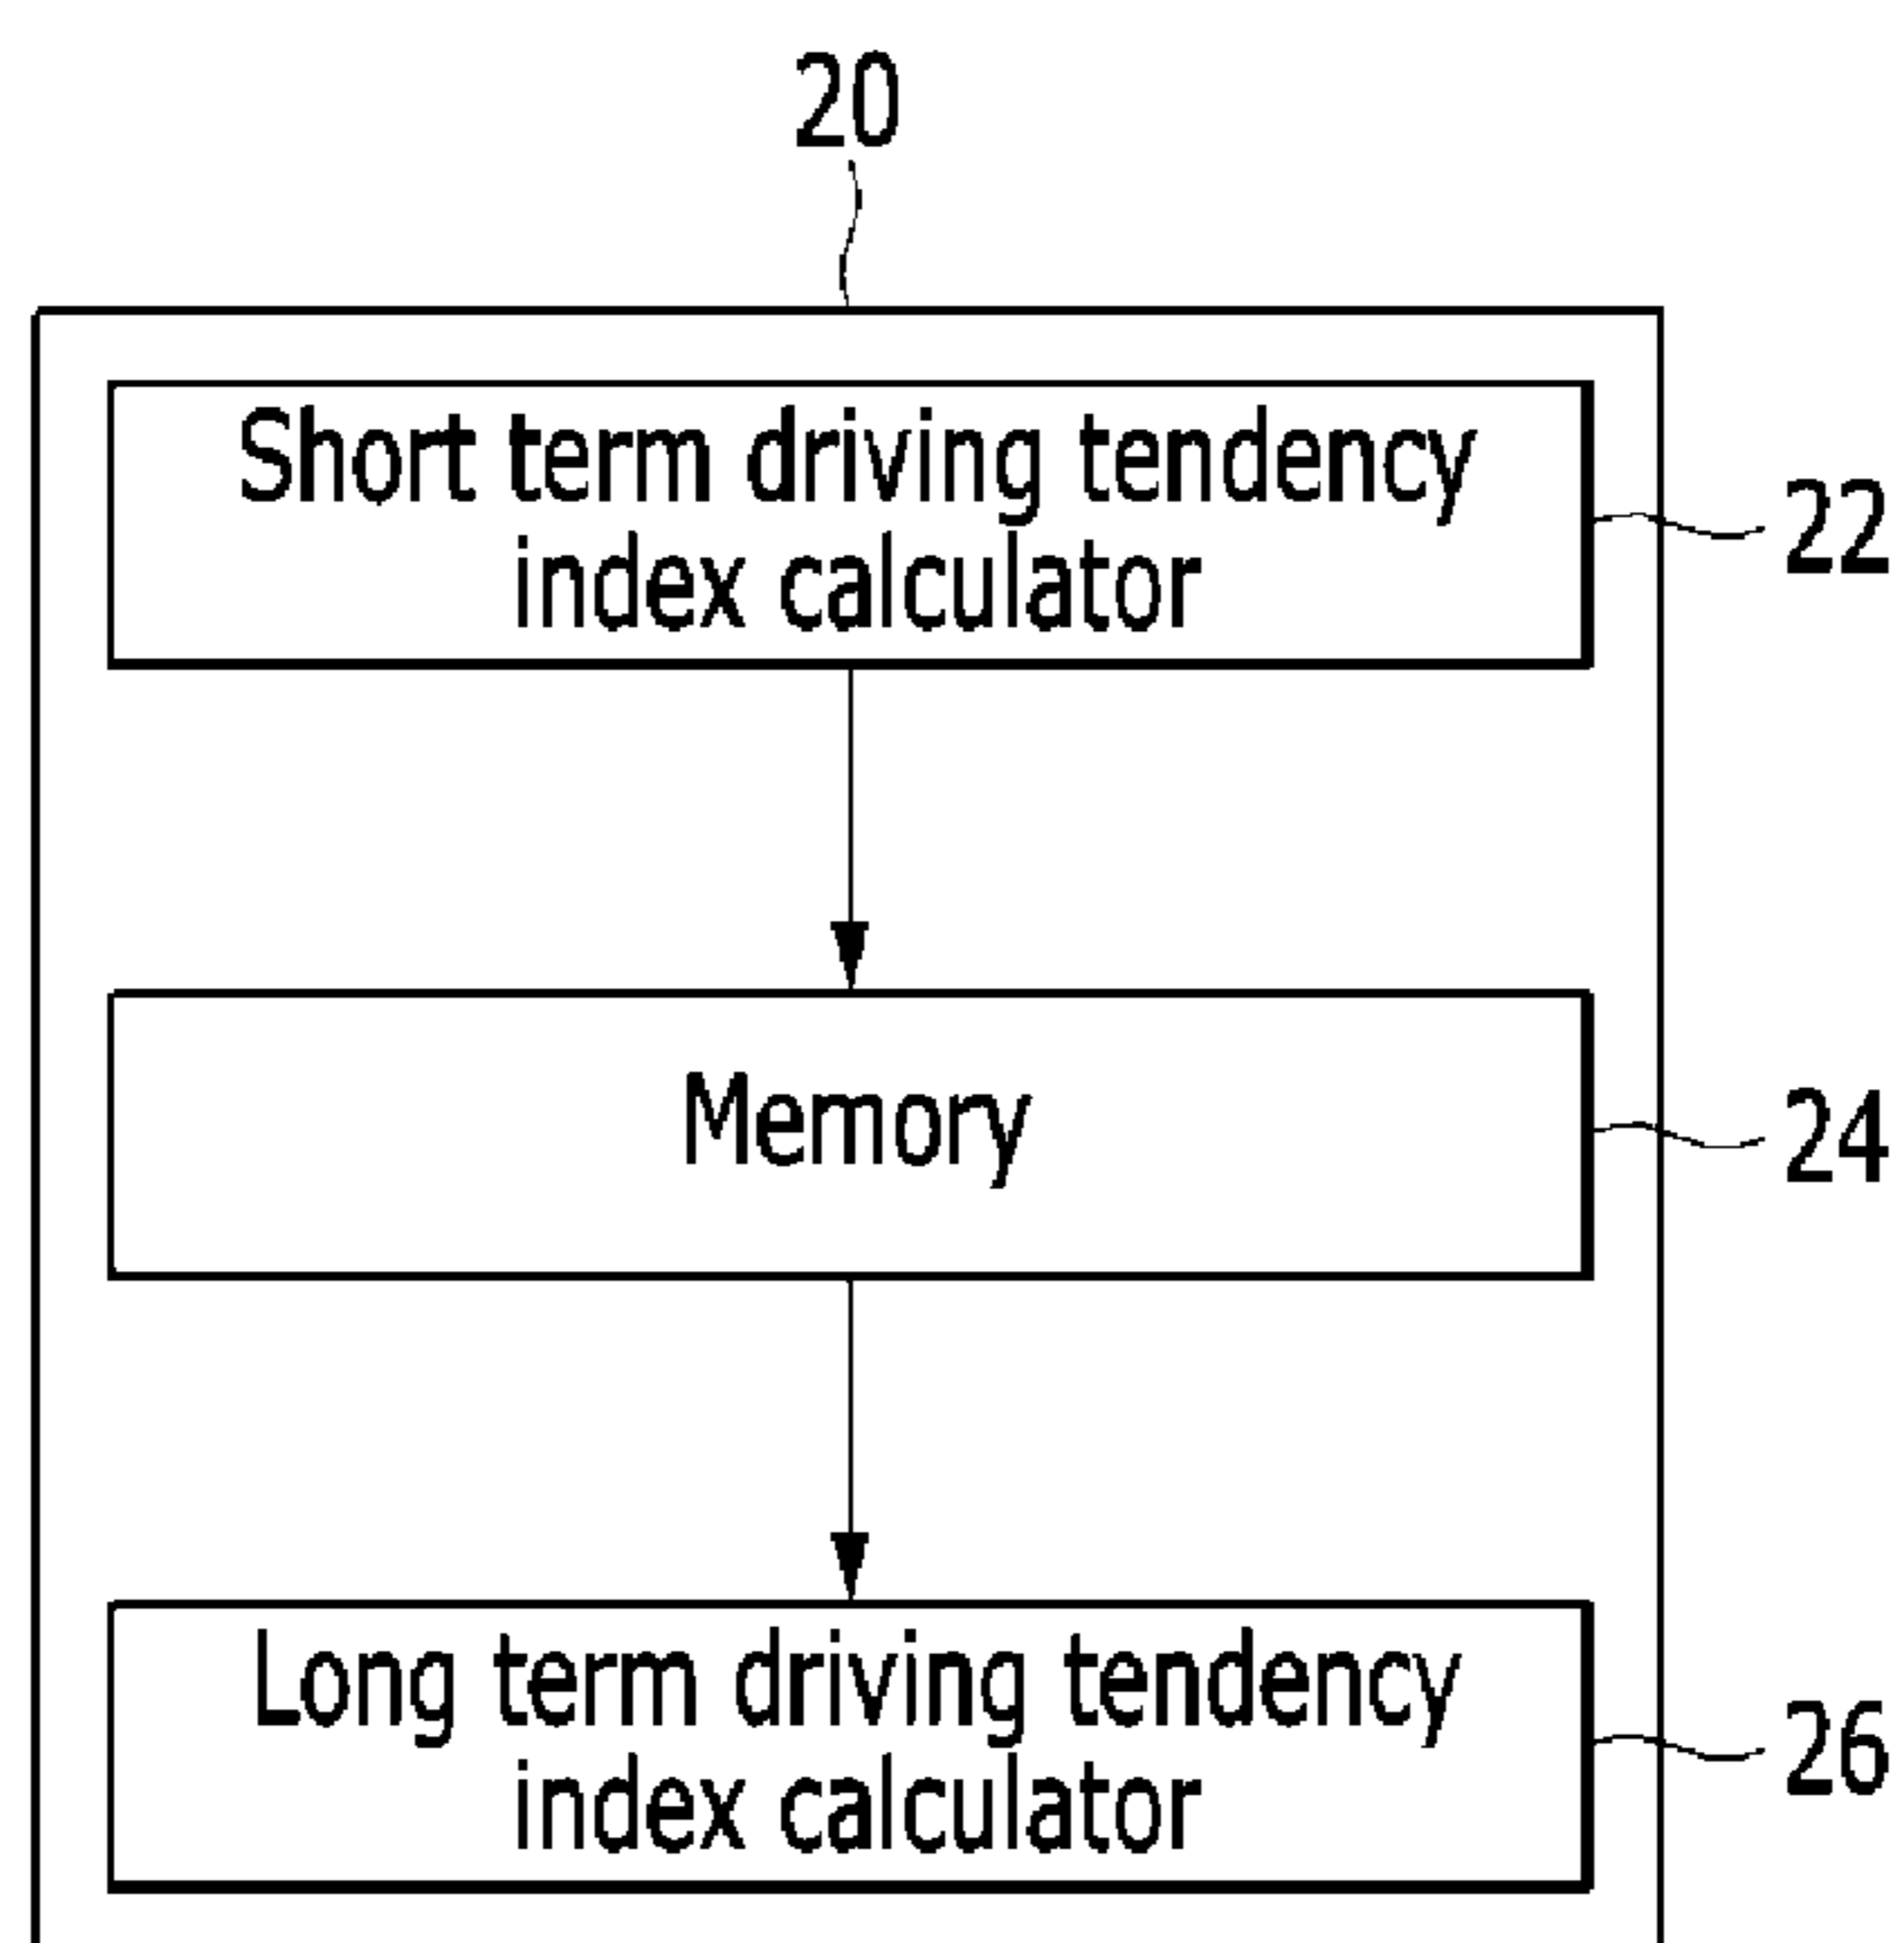 20
Short term driving tendency
index calculator
22
Memory
24
Long term driving tendency
index calculator
26